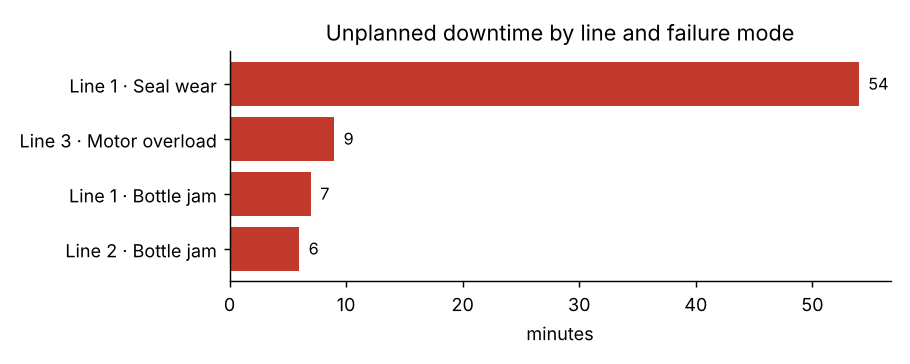 Unplanned downtime by line and failure mode
Line 1 · Seal wear 54
Line 3 · Motor overload 9
Line 1 · Bottle jam 7
Line 2 · Bottle jam 6
0 10 20 30 40 50
minutes